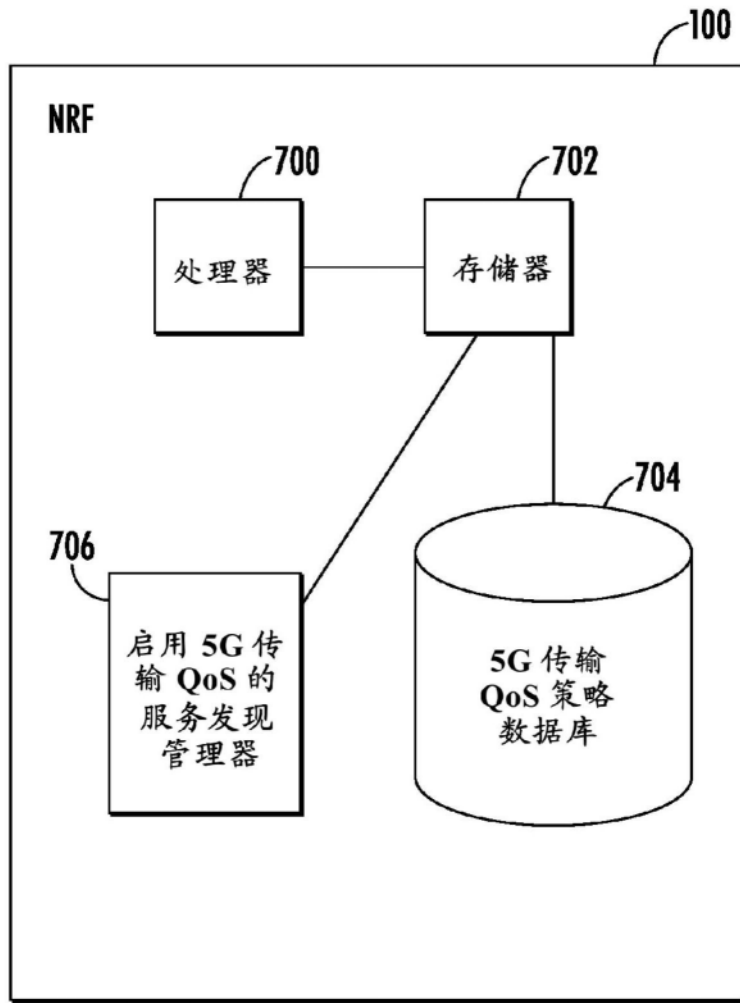 100
NRF
700
702
处理器
存储器
704
706
启用 5G 传
输 QoS 的
服务发现
管理器
5G 传输
QoS 策略
数据库